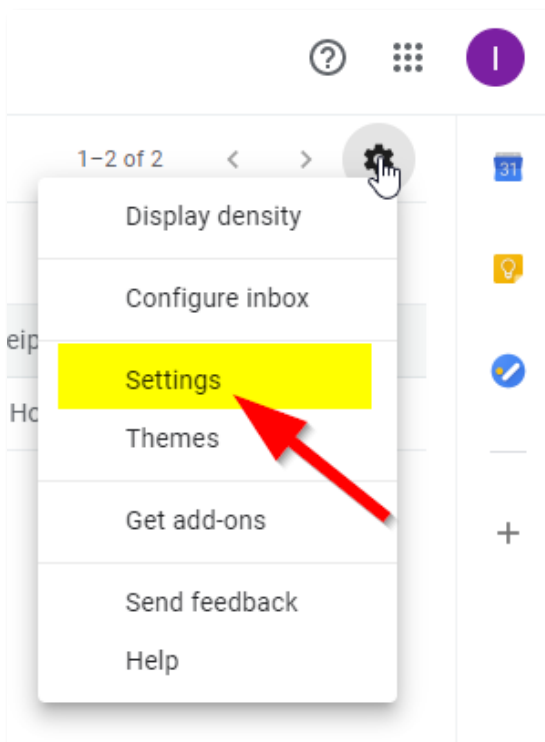 I
1–2 of 2
31
Display density
Configure inbox
eip
Settings
Ho
Themes
Get add-ons
Send feedback
Help